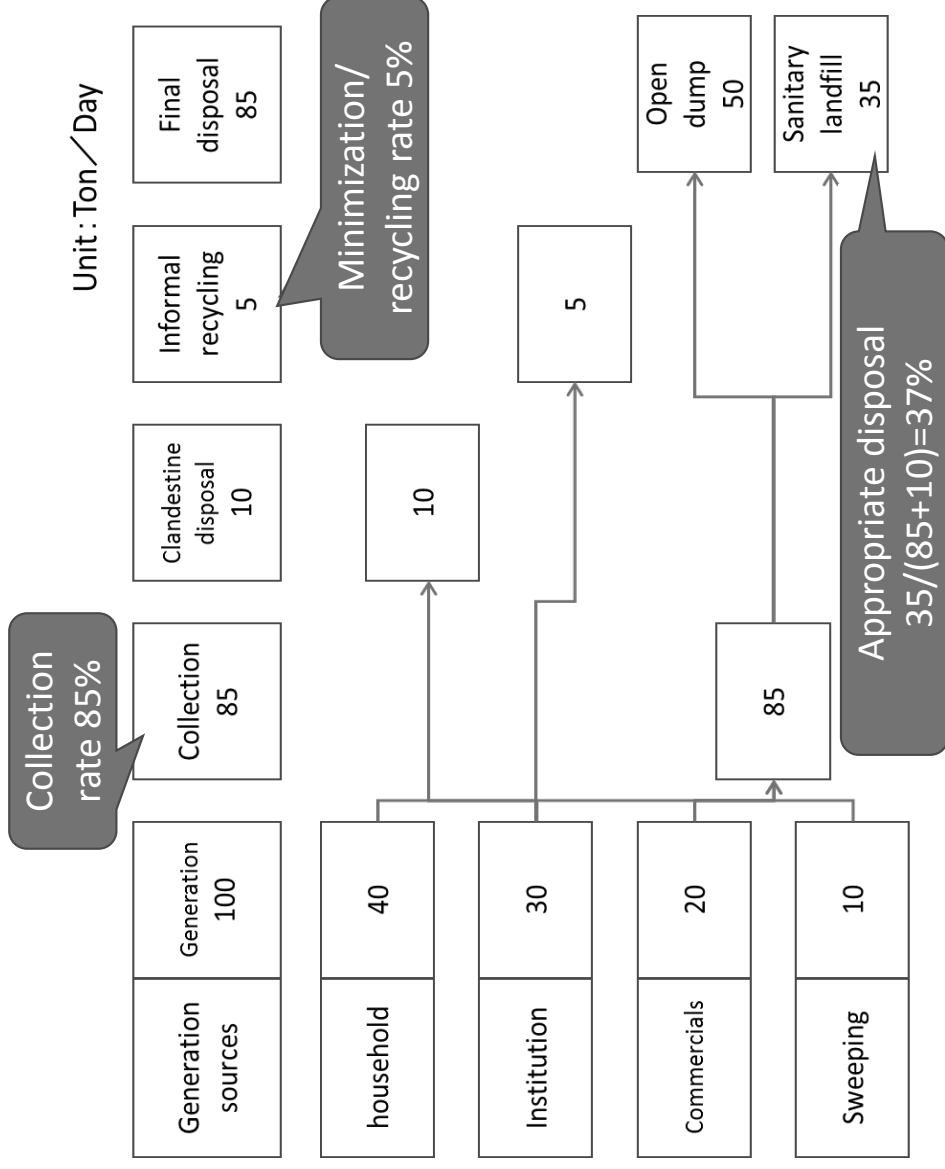 Unit:Ton／Day
Collection
rate 85%
Generation
sources
Generation
100
Collection
85
Clandestine
disposal
10
Informal
recycling
5
Final
disposal
85
Minimization/
recycling rate 5%
household
40
10
Institution
30
5
Commercials
20
85
Open
dump
50
Sweeping
10
Sanitary
landfill
35
Appropriate disposal
35/(85+10)=37%